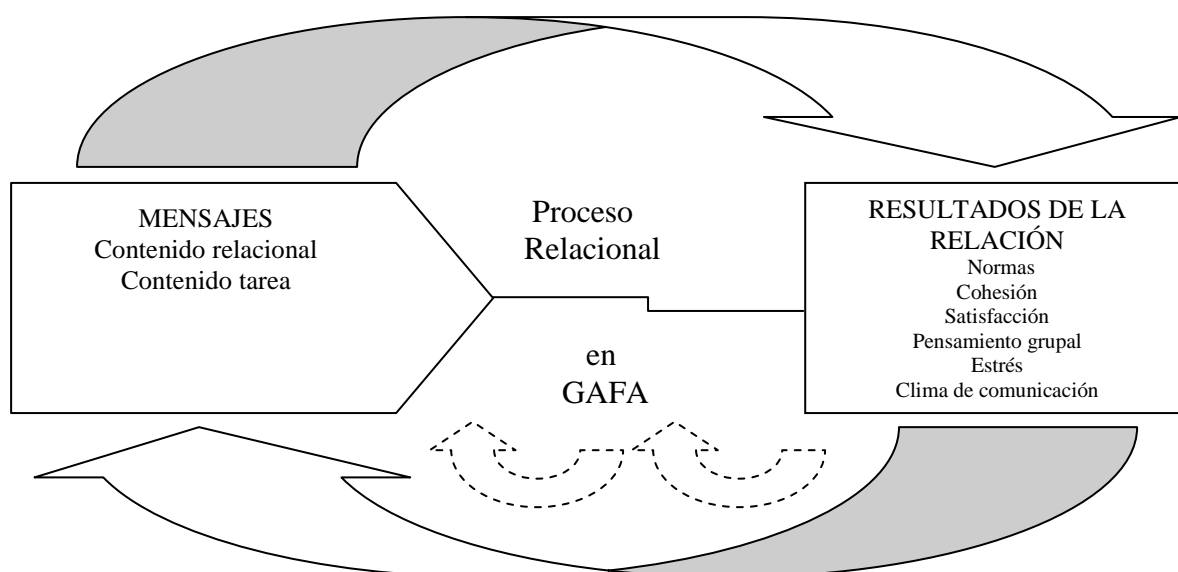 MENSAJES
Contenido relacional
Contenido tarea
Proceso
Relacional
en
GAFA
RESULTADOS DE LA
RELACIÓN
Normas
Cohesión
Satisfacción
Pensamiento grupal
Estrés
Clima de comunicación